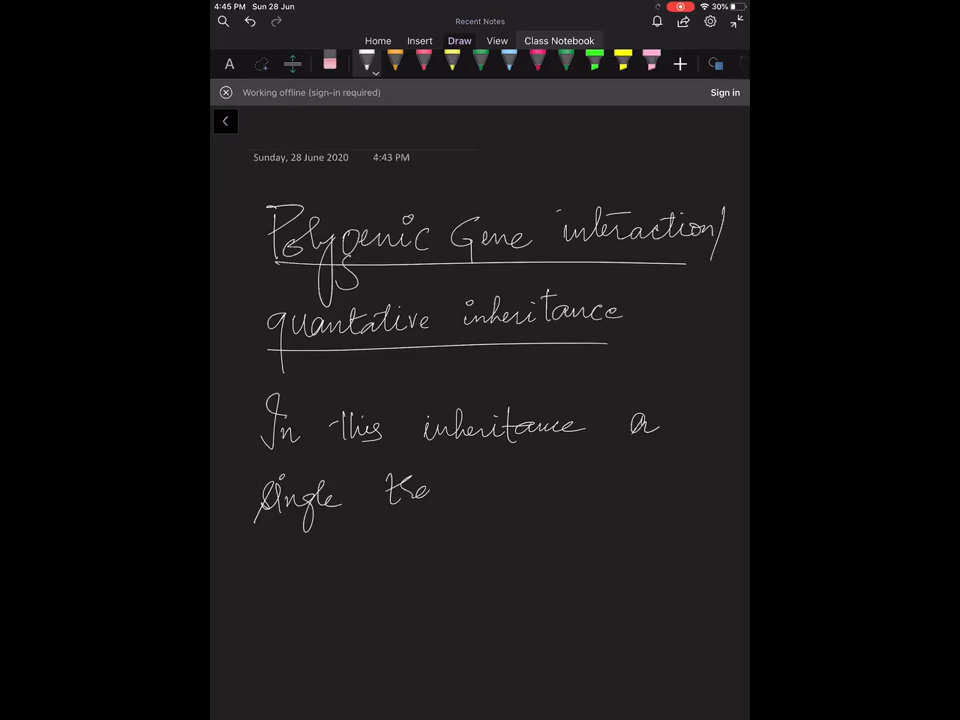 4:45 PM Sun 28 Jun 30%
Recent Notes
Home Insert Draw View Class Notebook
A
Working offline (sign-in required) Sign in
Sunday, 28 June 2020 4:43 PM
Polygenic Gene interaction/
quantative inheritance
In this inheritance a
single tra